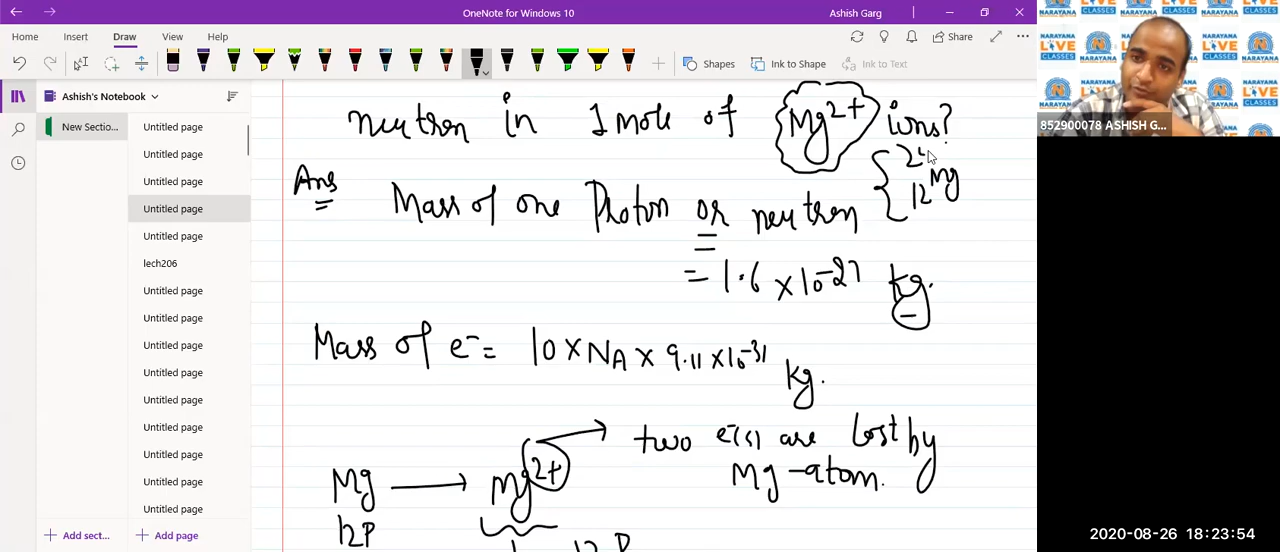 OneNote for Windows 10
Ashish Garg
Home Insert Draw View Help
Share
Shapes
Ink to Shape
Ink to Text
Ashish's Notebook
New Sectio...
Untitled page
Untitled page
Untitled page
Untitled page
Untitled page
lech206
Untitled page
Untitled page
Untitled page
Untitled page
Untitled page
Untitled page
Untitled page
Untitled page
Untitled page
Add sect...
Add page
neutron in 1 mole of Mg2+ ions?
Ans
24
12 Mg
Mass of one Proton or neutron
= 1.6 × 10-27 kg.
Mass of e- = 10 × NA × 9.11 × 10-31 kg.
Mg → Mg2+ → two e-(s) are lost by
Mg-atom.
12P
12 P
NARAYANA
LIVE
CLASSES
852900078 ASHISH G...
2020-08-26 18:23:54